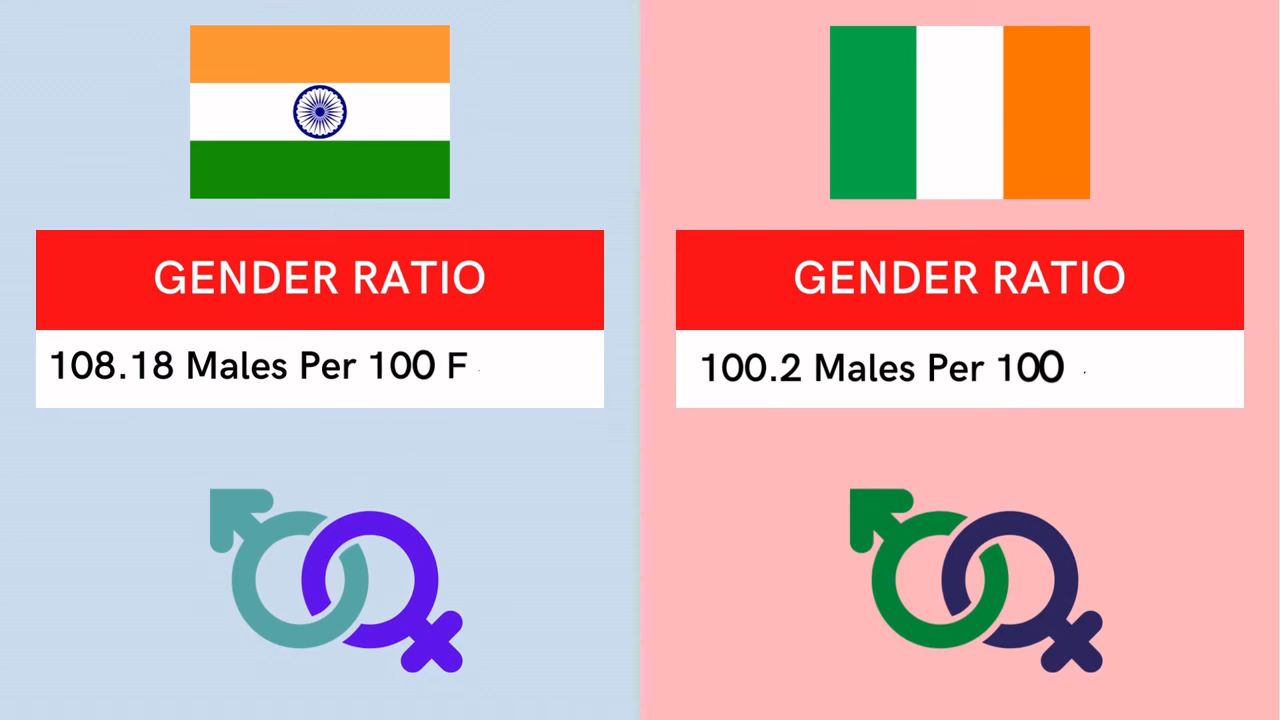 GENDER RATIO
108.18 Males Per 100 F
GENDER RATIO
100.2 Males Per 100